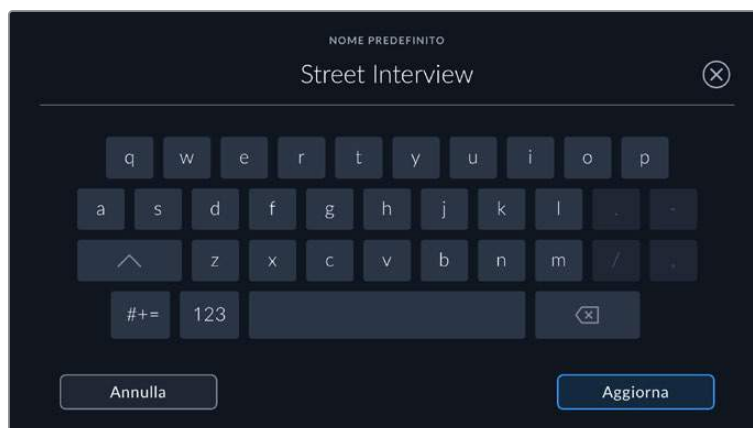 NOME PREDEFINITO
Street Interview
q w e r t y u i o p
a s d f g h j k l . -
z x c v b n m / ,
#+= 123
Annulla Aggiorna